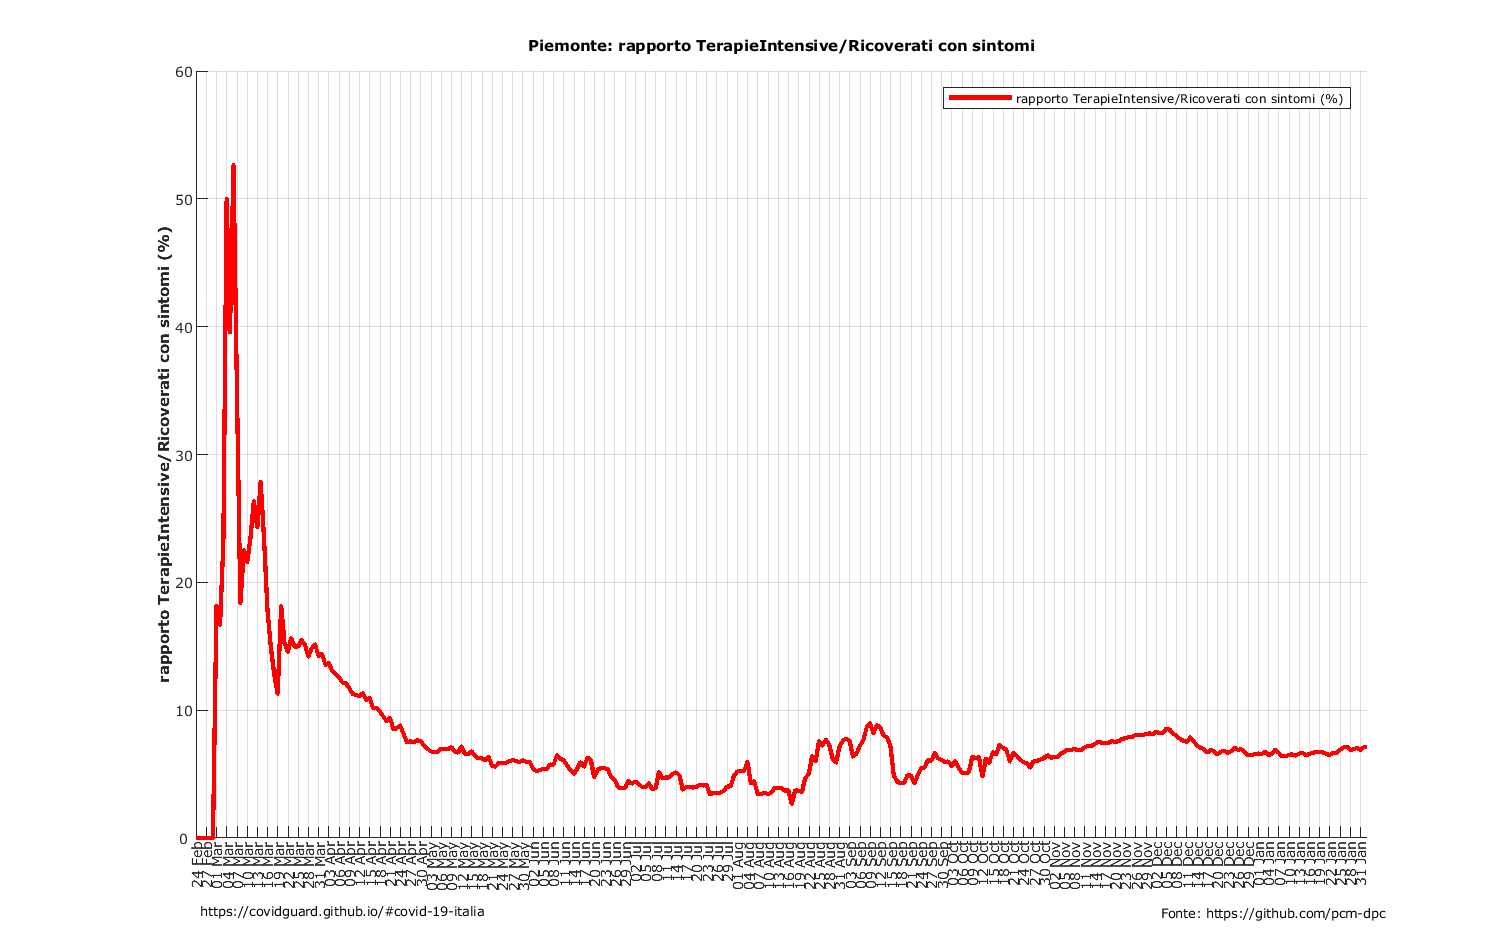 Piemonte: rapporto TerapieIntensive/Ricoverati con sintomi
rapporto TerapieIntensive/Ricoverati con sintomi (%)
rapporto TerapieIntensive/Ricoverati con sintomi (%)
60
50
40
30
20
10
0
24 Feb
27 Feb
01 Mar
04 Mar
07 Mar
10 Mar
13 Mar
16 Mar
19 Mar
22 Mar
25 Mar
28 Mar
31 Mar
03 Apr
06 Apr
09 Apr
12 Apr
15 Apr
18 Apr
21 Apr
24 Apr
27 Apr
30 Apr
03 May
06 May
09 May
12 May
15 May
18 May
21 May
24 May
27 May
30 May
02 Jun
05 Jun
08 Jun
11 Jun
14 Jun
17 Jun
20 Jun
23 Jun
26 Jun
29 Jun
02 Jul
05 Jul
08 Jul
11 Jul
14 Jul
17 Jul
20 Jul
23 Jul
26 Jul
29 Jul
01 Aug
04 Aug
07 Aug
10 Aug
13 Aug
16 Aug
19 Aug
22 Aug
25 Aug
28 Aug
31 Aug
03 Sep
06 Sep
09 Sep
12 Sep
15 Sep
18 Sep
21 Sep
24 Sep
27 Sep
30 Sep
03 Oct
06 Oct
09 Oct
12 Oct
15 Oct
18 Oct
21 Oct
24 Oct
27 Oct
30 Oct
02 Nov
05 Nov
08 Nov
11 Nov
14 Nov
17 Nov
20 Nov
23 Nov
26 Nov
29 Nov
02 Dec
05 Dec
08 Dec
11 Dec
14 Dec
17 Dec
20 Dec
23 Dec
26 Dec
29 Dec
01 Jan
04 Jan
07 Jan
10 Jan
13 Jan
16 Jan
19 Jan
22 Jan
25 Jan
28 Jan
31 Jan
https://covidguard.github.io/#covid-19-italia
Fonte: https://github.com/pcm-dpc